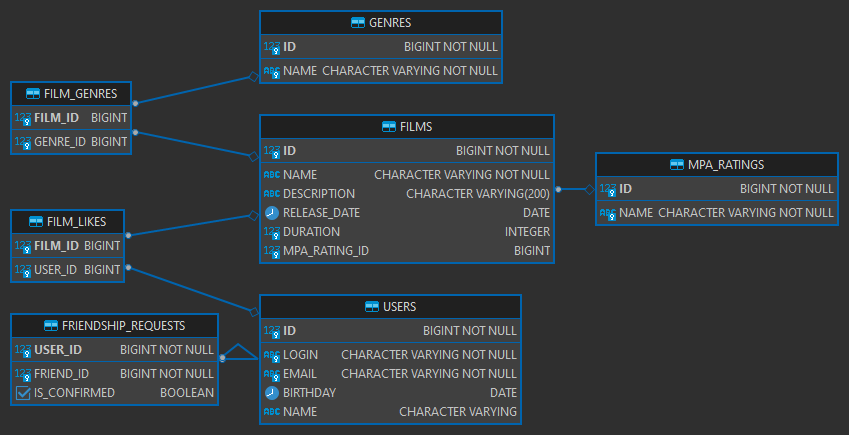 GENRES
123 ID BIGINT NOT NULL
ABC NAME CHARACTER VARYING NOT NULL
FILM_GENRES
123 FILM_ID BIGINT
123 GENRE_ID BIGINT
FILMS
123 ID BIGINT NOT NULL
ABC NAME CHARACTER VARYING NOT NULL
ABC DESCRIPTION CHARACTER VARYING(200)
RELEASE_DATE DATE
123 DURATION INTEGER
123 MPA_RATING_ID BIGINT
MPA_RATINGS
123 ID BIGINT NOT NULL
ABC NAME CHARACTER VARYING NOT NULL
FILM_LIKES
123 FILM_ID BIGINT
123 USER_ID BIGINT
USERS
123 ID BIGINT NOT NULL
ABC LOGIN CHARACTER VARYING NOT NULL
ABC EMAIL CHARACTER VARYING NOT NULL
BIRTHDAY DATE
ABC NAME CHARACTER VARYING
FRIENDSHIP_REQUESTS
123 USER_ID BIGINT NOT NULL
123 FRIEND_ID BIGINT NOT NULL
IS_CONFIRMED BOOLEAN